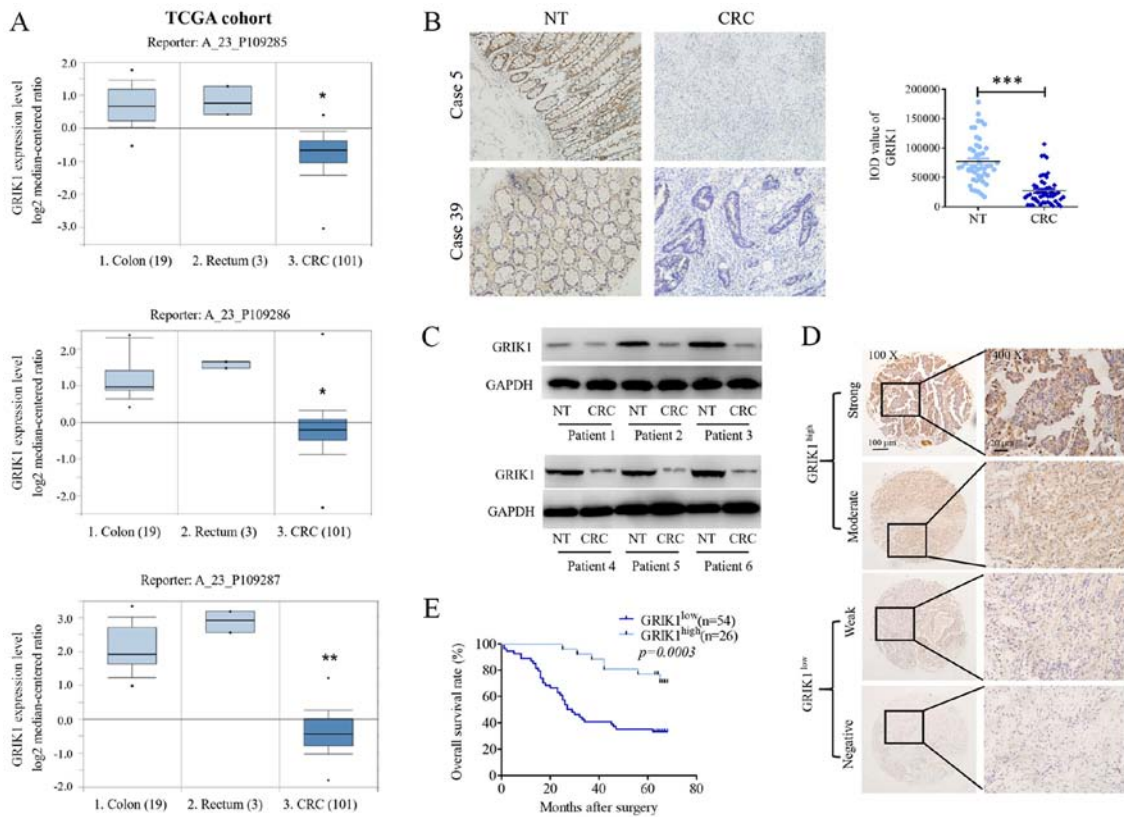 A
TCGA cohort
Reporter: A_23_P109285
GRIK1 expression level
log2 median-centered ratio
2.0
1.0
0.0
-1.0
-2.0
-3.0
*
1. Colon (19) 2. Rectum (3) 3. CRC (101)
Reporter: A_23_P109286
GRIK1 expression level
log2 median-centered ratio
2.0
1.0
0.0
-1.0
-2.0
*
1. Colon (19) 2. Rectum (3) 3. CRC (101)
Reporter: A_23_P109287
GRIK1 expression level
log2 median-centered ratio
3.0
2.0
1.0
0.0
-1.0
-2.0
**
1. Colon (19) 2. Rectum (3) 3. CRC (101)
B
NT CRC
Case 5
Case 39
IOD value of
GRIK1
200000
150000
100000
50000
0
***
NT CRC
C
GRIK1
GAPDH
NT CRC NT CRC NT CRC
Patient 1 Patient 2 Patient 3
GRIK1
GAPDH
NT CRC NT CRC NT CRC
Patient 4 Patient 5 Patient 6
D
100 X 400 X
100 μm 20 μm
GRIK1high
Strong
Moderate
GRIK1low
Weak
Negative
E
GRIK1low(n=54)
GRIK1high(n=26)
p=0.0003
Overall survival rate (%)
100
80
60
40
20
0
0 20 40 60 80
Months after surgery